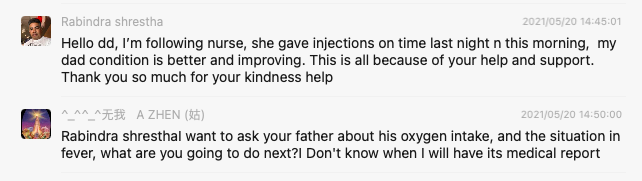 Rabindra shrestha 2021/05/20 14:45:01
Hello dd, I'm following nurse, she gave injections on time last night n this morning, my
dad condition is better and improving. This is all because of your help and support.
Thank you so much for your kindness help
^_^^_^无我 A ZHEN (姑) 2021/05/20 14:50:00
Rabindra shresthaI want to ask your father about his oxygen intake, and the situation in
fever, what are you going to do next?I Don't know when I will have its medical report